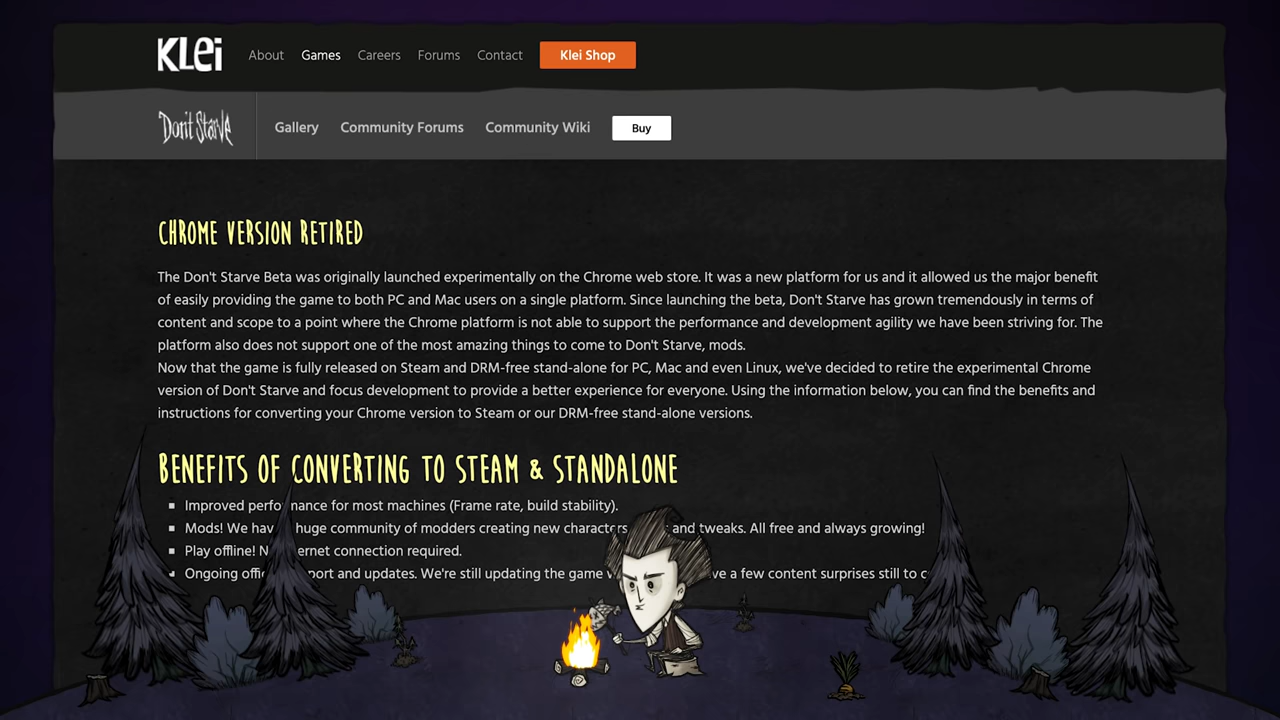 Klei About Games Careers Forums Contact Klei Shop
Don't Starve Gallery Community Forums Community Wiki Buy
CHROME VERSION RETIRED
The Don't Starve Beta was originally launched experimentally on the Chrome web store. It was a new platform for us and it allowed us the major benefit
of easily providing the game to both PC and Mac users on a single platform. Since launching the beta, Don't Starve has grown tremendously in terms of
content and scope to a point where the Chrome platform is not able to support the performance and development agility we have been striving for. The
platform also does not support one of the most amazing things to come to Don't Starve, mods.
Now that the game is fully released on Steam and DRM-free stand-alone for PC, Mac and even Linux, we've decided to retire the experimental Chrome
version of Don't Starve and focus development to provide a better experience for everyone. Using the information below, you can find the benefits and
instructions for converting your Chrome version to Steam or our DRM-free stand-alone versions.
BENEFITS OF CONVERTING TO STEAM & STANDALONE
Improved performance for most machines (Frame rate, build stability).
Mods! We have huge community of modders creating new characters and tweaks. All free and always growing!
Play offline! No internet connection required.
Ongoing support and updates. We're still updating the game a few content surprises still to